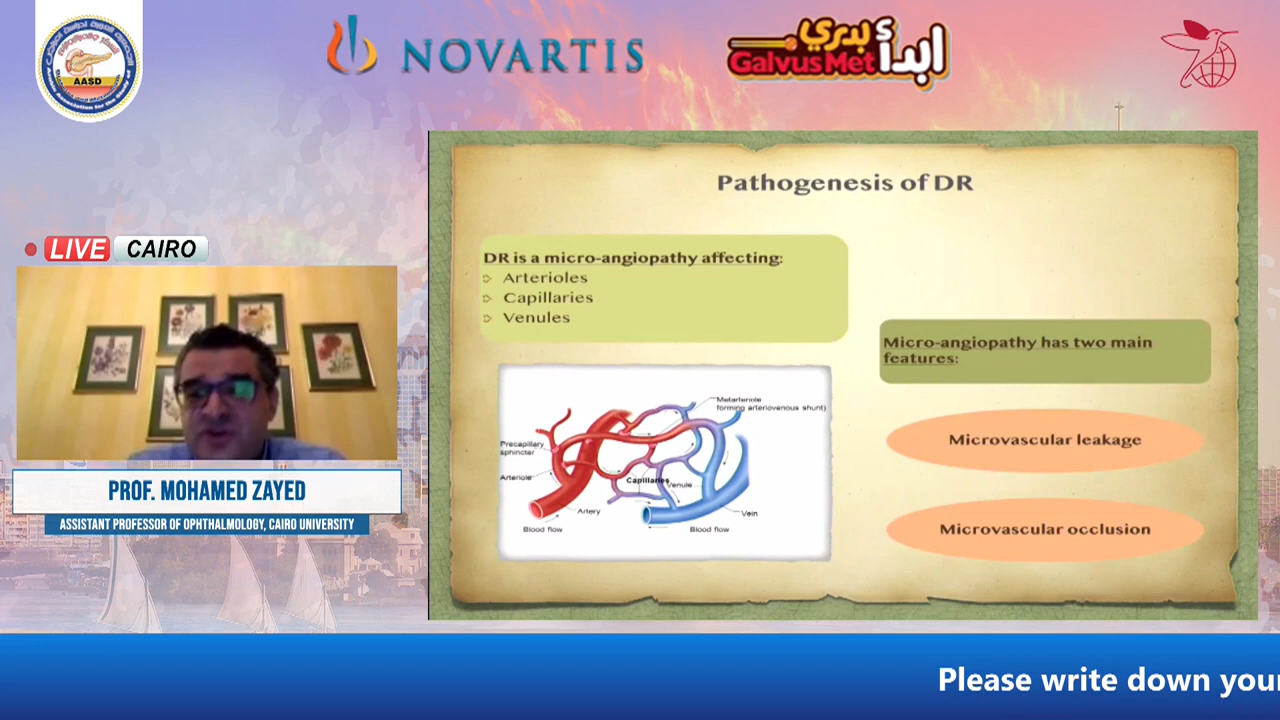 AASD
NOVARTIS
ابدأ بدري
GalvusMet
LIVE CAIRO
PROF. MOHAMED ZAYED
ASSISTANT PROFESSOR OF OPHTHALMOLOGY, CAIRO UNIVERSITY
Pathogenesis of DR
DR is a micro-angiopathy affecting:
Arterioles
Capillaries
Venules
Metarteriole
forming arteriovenous shunt)
Precapillary
sphincter
Arteriole
Capillaries
Venule
Artery
Vein
Blood flow
Blood flow
Micro-angiopathy has two main
features:
Microvascular leakage
Microvascular occlusion
Please write down your